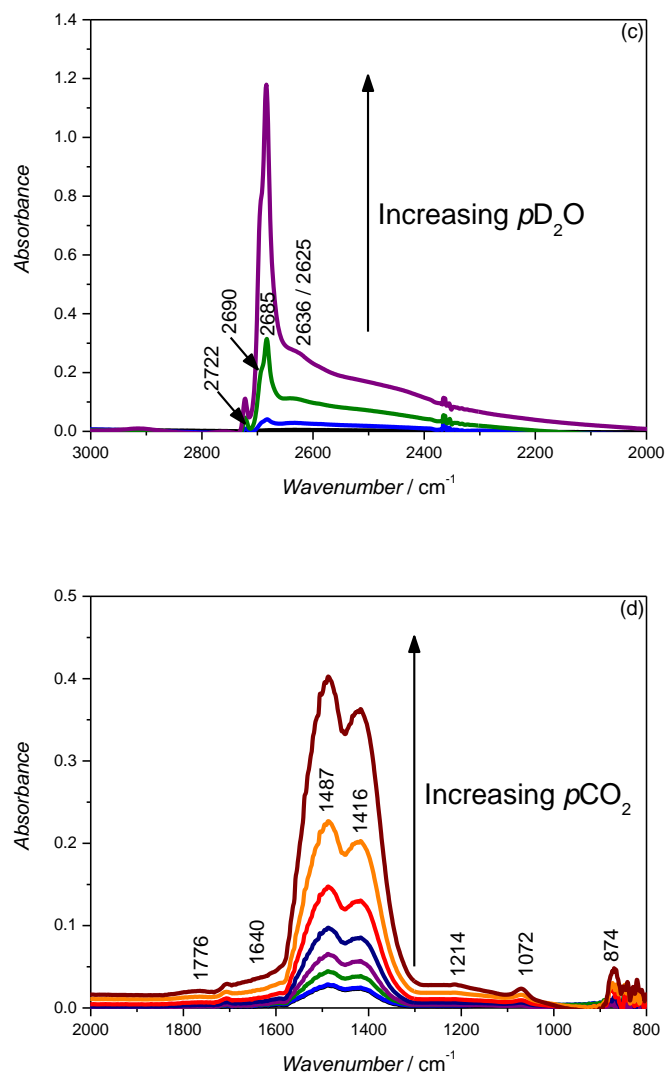 (c)
1.4
1.2
1.0
0.8
0.6
0.4
0.2
0.0
Absorbance
2722
2690
2685
2636 / 2625
Increasing pD₂O
3000 2800 2600 2400 2200 2000
Wavenumber / cm⁻¹
(d)
0.5
0.4
0.3
0.2
0.1
0.0
Absorbance
1776
1640
1487
1416
Increasing pCO₂
1214
1072
874
2000 1800 1600 1400 1200 1000 800
Wavenumber / cm⁻¹